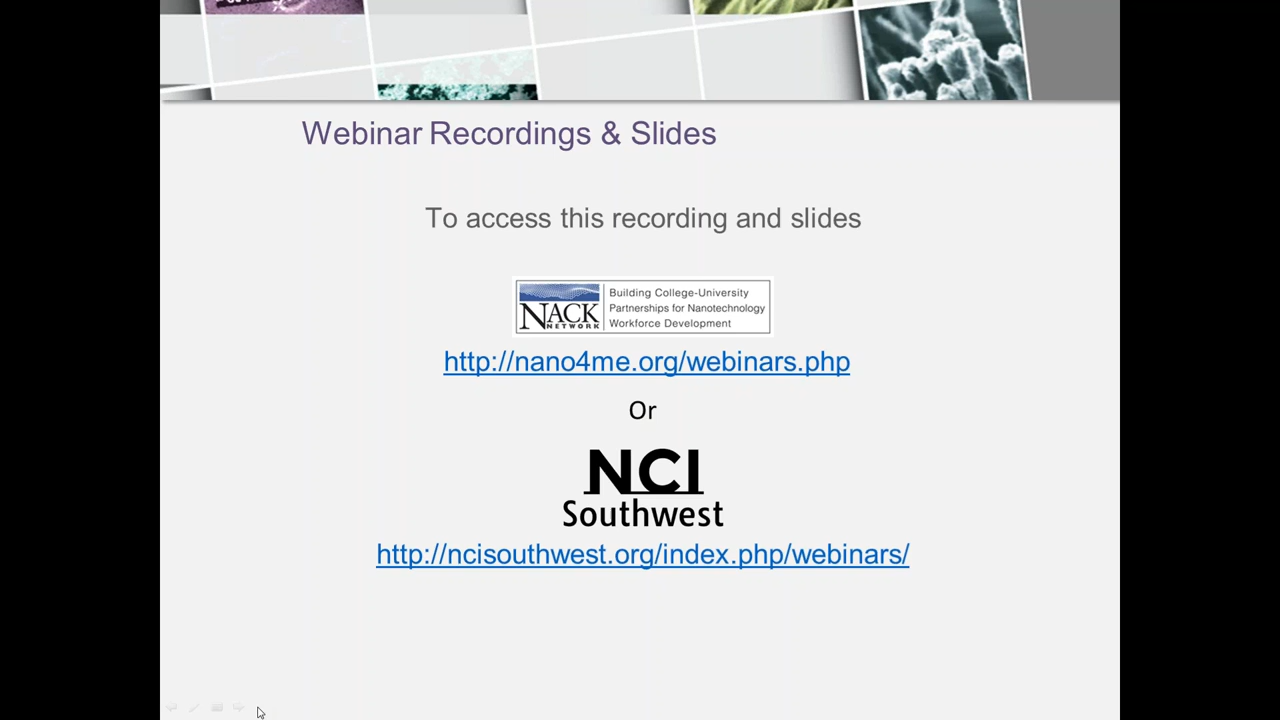 Webinar Recordings & Slides
To access this recording and slides
NACK
NETWORK
Building College-University
Partnerships for Nanotechnology
Workforce Development
http://nano4me.org/webinars.php
Or
NCI
Southwest
http://ncisouthwest.org/index.php/webinars/